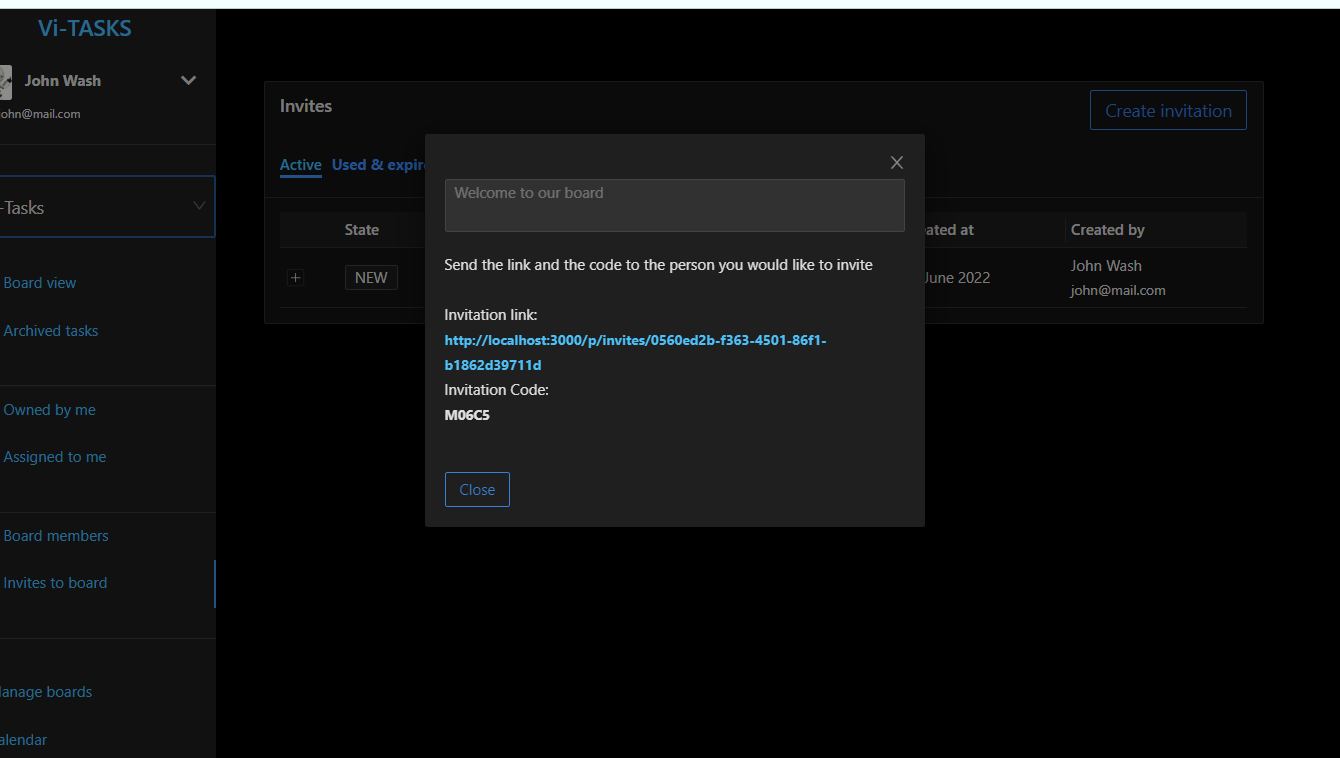 Vi-TASKS
John Wash
john@mail.com
-Tasks
Board view
Archived tasks
Owned by me
Assigned to me
Board members
Invites to board
anage boards
alendar
Invites
Create invitation
Active Used & expire
State
ated at
Created by
NEW
June 2022
John Wash
john@mail.com
Welcome to our board
Send the link and the code to the person you would like to invite
Invitation link:
http://localhost:3000/p/invites/0560ed2b-f363-4501-86f1-
b1862d39711d
Invitation Code:
M06C5
Close